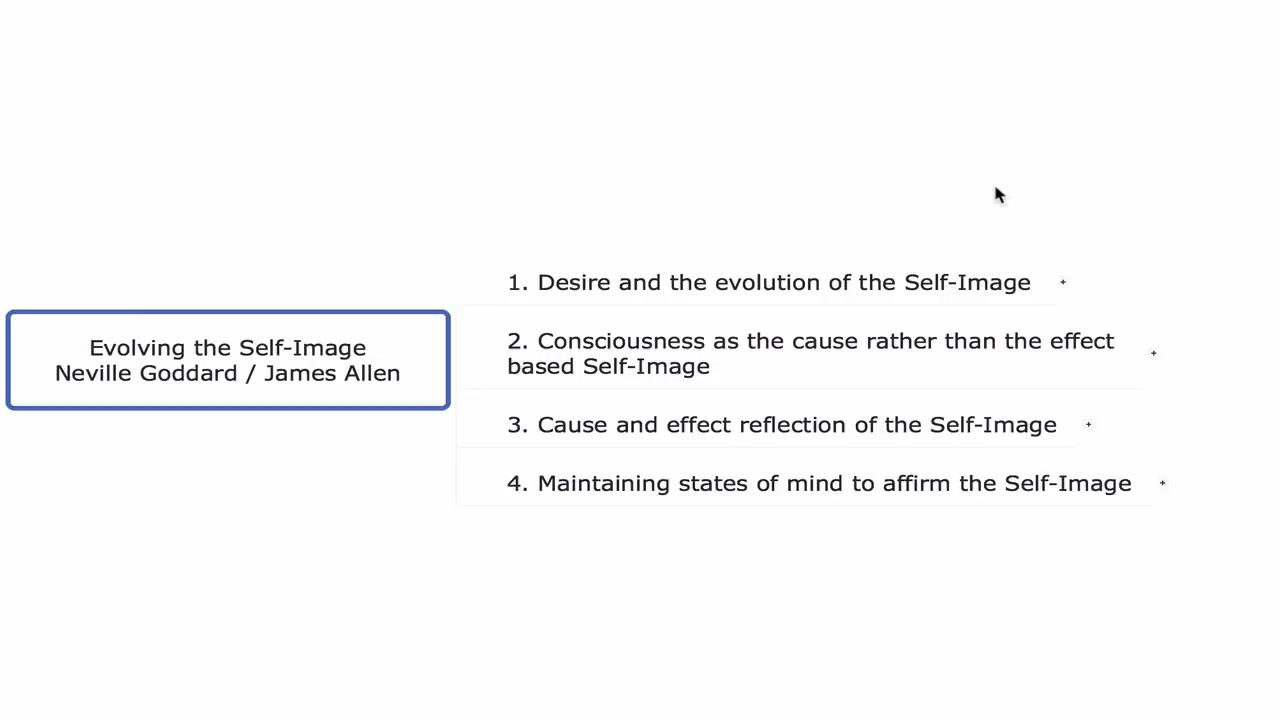 Evolving the Self-Image
Neville Goddard / James Allen
1. Desire and the evolution of the Self-Image
2. Consciousness as the cause rather than the effect
based Self-Image
3. Cause and effect reflection of the Self-Image
4. Maintaining states of mind to affirm the Self-Image